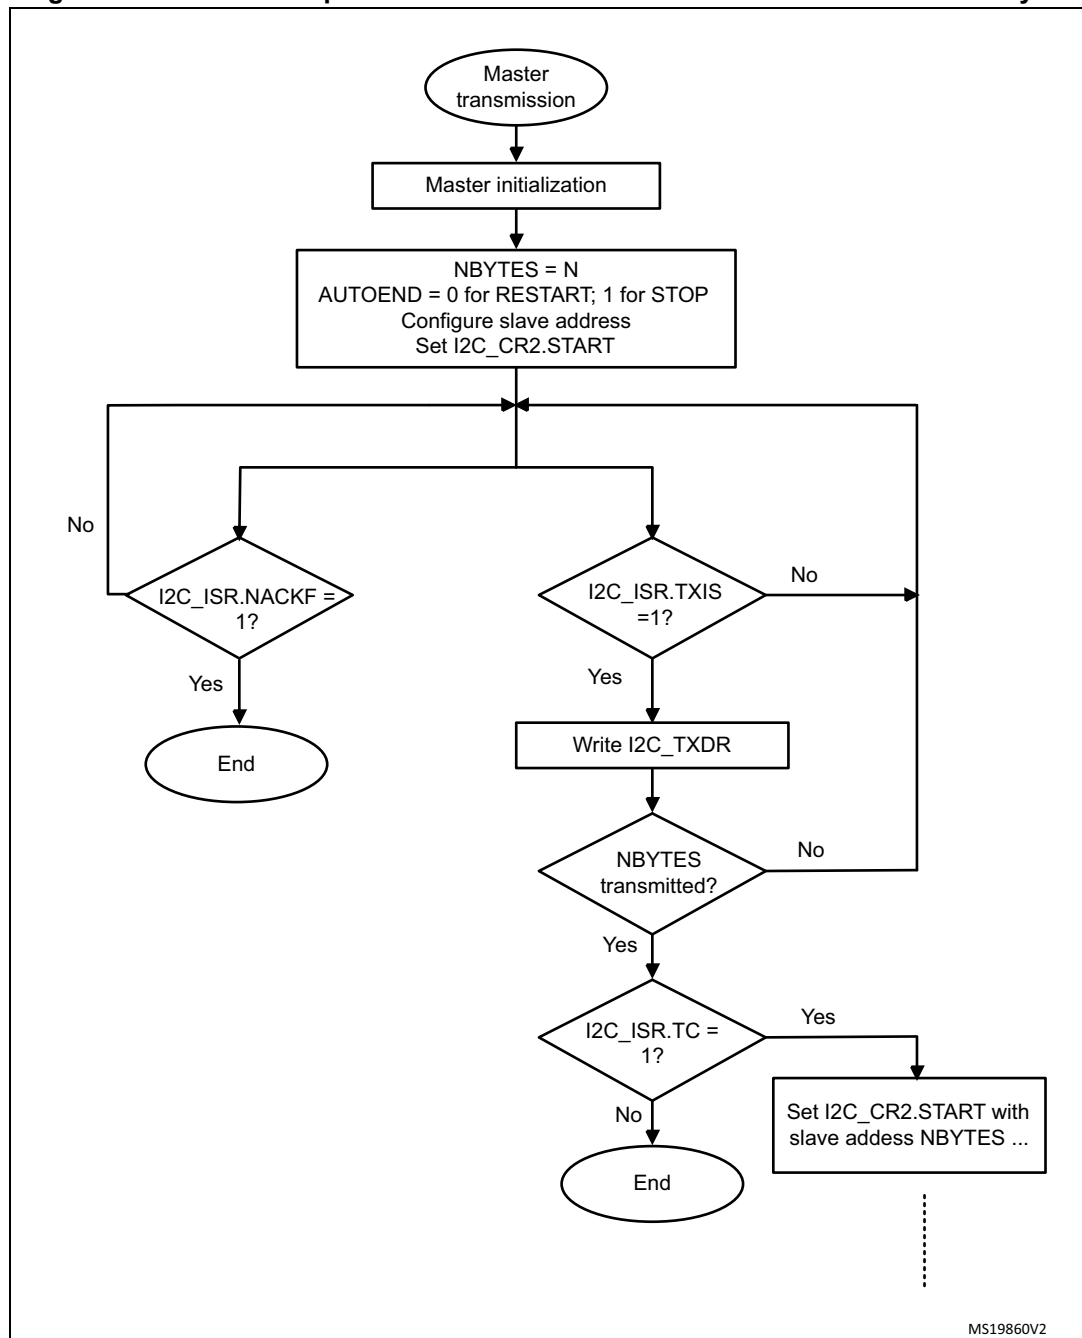 Master
transmission
Master initialization
NBYTES = N
AUTOEND = 0 for RESTART; 1 for STOP
Configure slave address
Set I2C_CR2.START
No
I2C_ISR.NACKF =
1?
I2C_ISR.TXIS
=1?
No
Yes
Yes
End
Write I2C_TXDR
NBYTES
transmitted?
No
Yes
I2C_ISR.TC =
1?
Yes
No
Set I2C_CR2.START with
slave addess NBYTES ...
End
MS19860V2